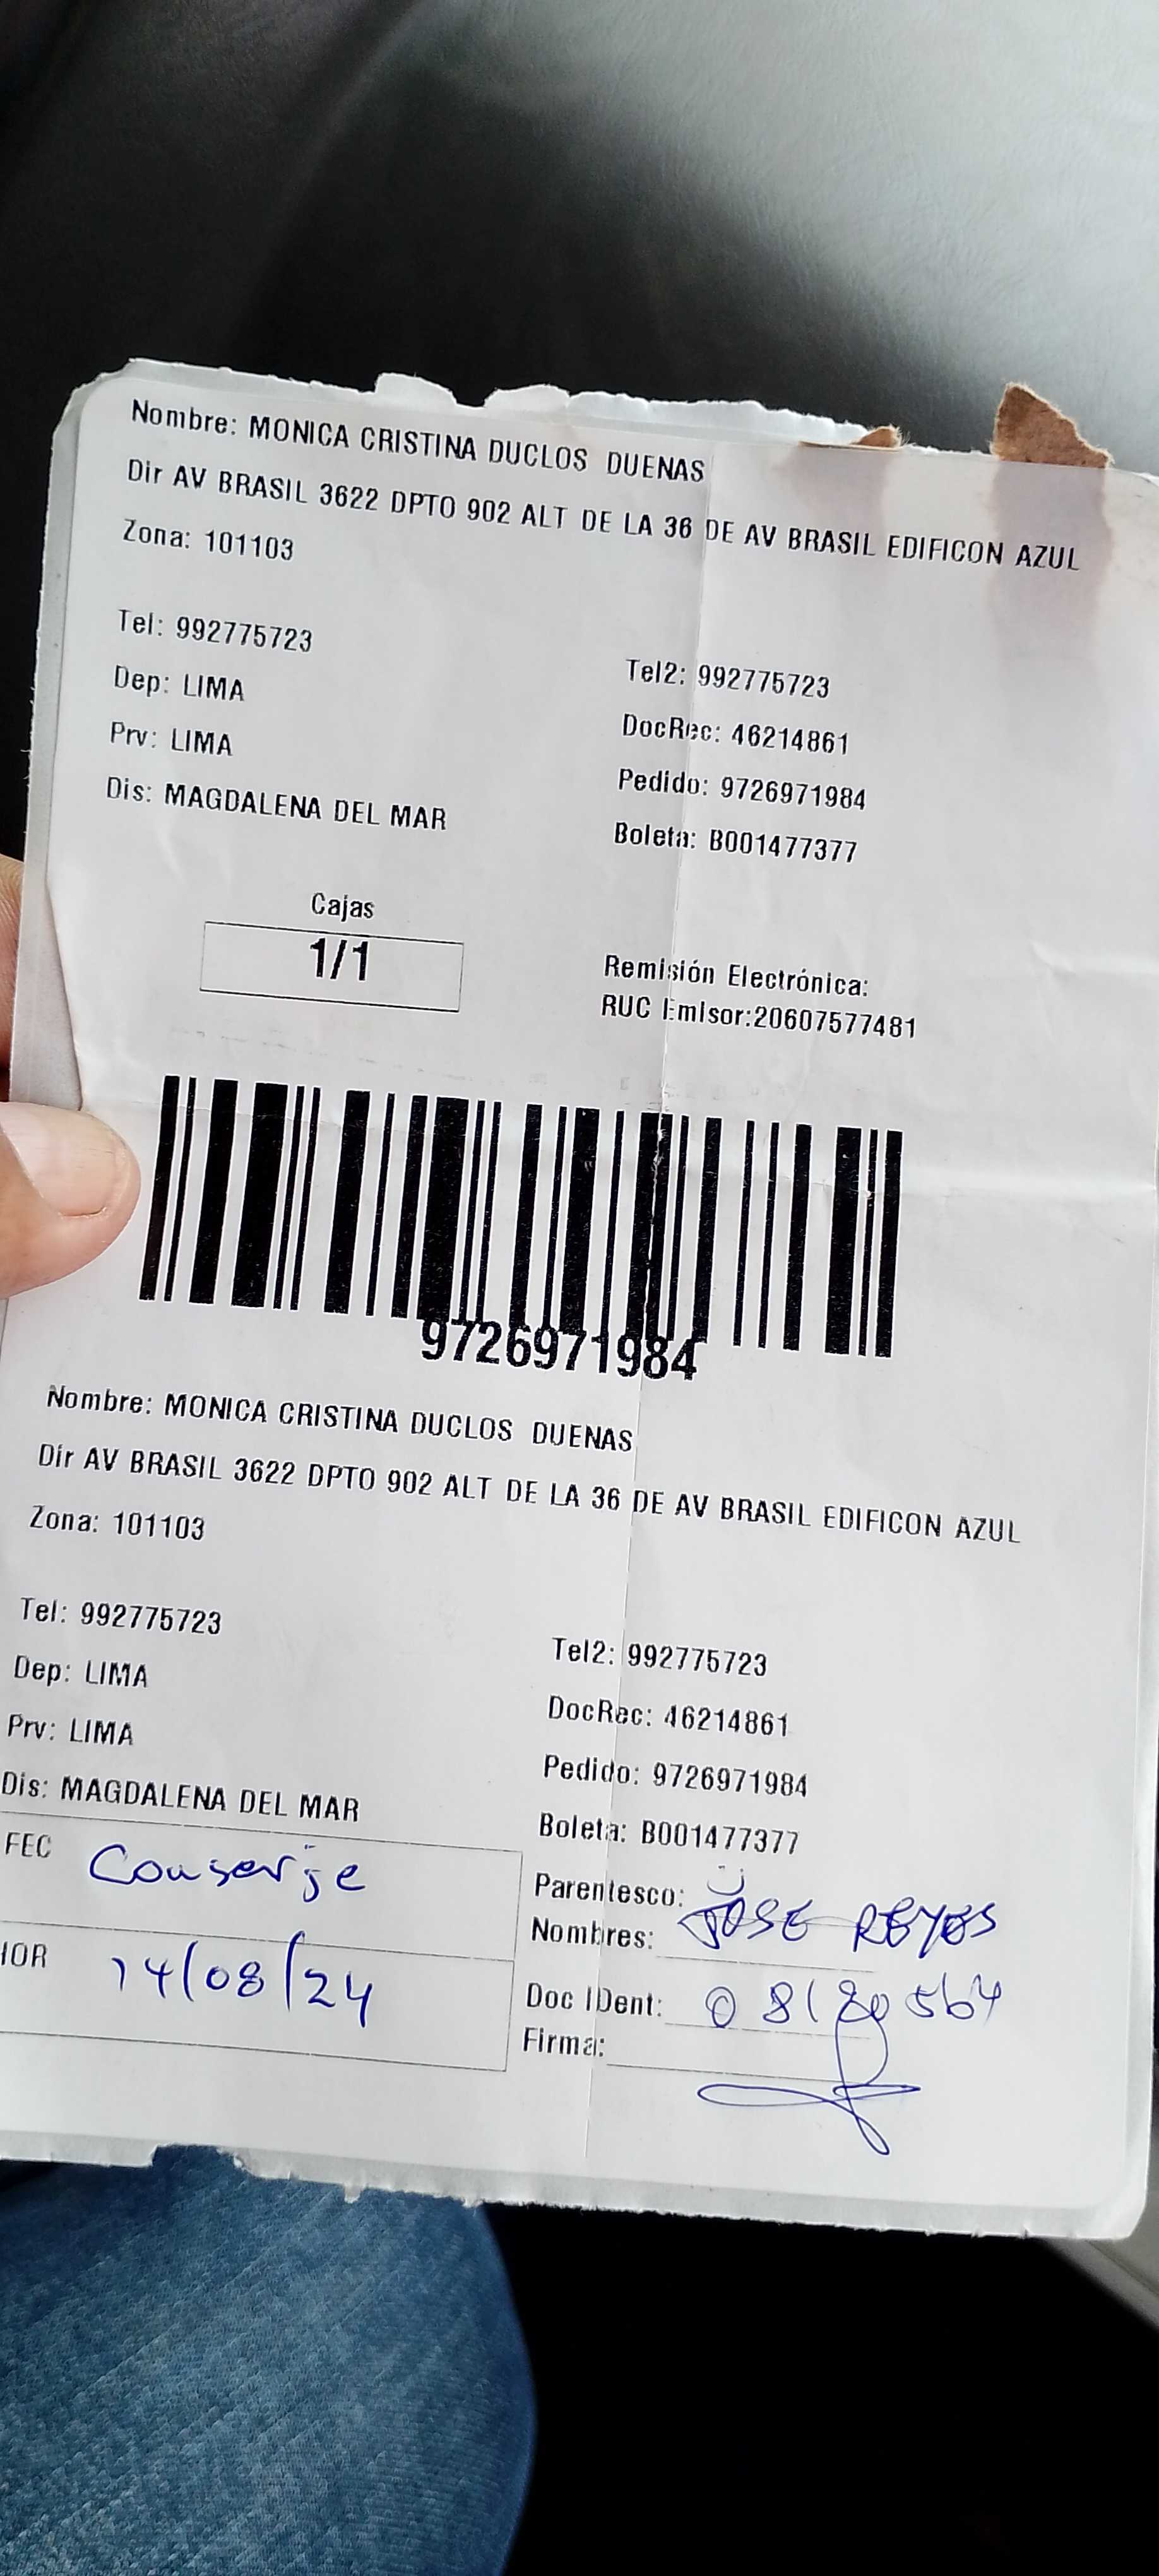 Nombre: MONICA CRISTINA DUCLOS DUENAS
Dir AV BRASIL 3622 DPTO 902 ALT DE LA 36 DE AV BRASIL EDIFICON AZUL
Zona: 101103
Tel: 992775723
Tel2: 992775723
Dep: LIMA
DocRec: 46214861
Prv: LIMA
Pedido: 9726971984
Dis: MAGDALENA DEL MAR
Boleta: B001477377
Cajas
1/1
Remisión Electrónica:
RUC Emisor:20607577481
9726971984
Nombre: MONICA CRISTINA DUCLOS DUENAS
Dir AV BRASIL 3622 DPTO 902 ALT DE LA 36 DE AV BRASIL EDIFICON AZUL
Zona: 101103
Tel: 992775723
Tel2: 992775723
Dep: LIMA
DocRec: 46214861
Prv: LIMA
Pedido: 9726971984
Dis: MAGDALENA DEL MAR
Boleta: B001477377
FEC Conserje
Parentesco:
Nombres: JOSE REYES
HOR 14/08/24
Doc IDent: 08180564
Firma: